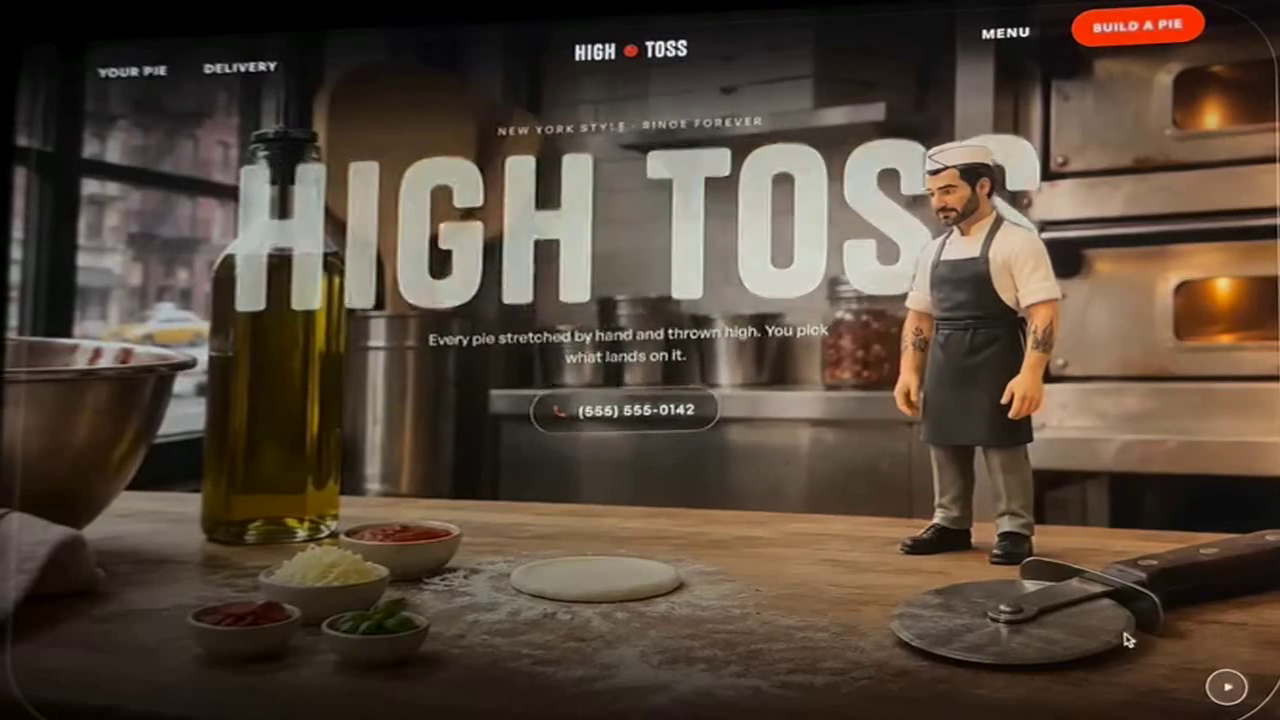 YOUR PIE
DELIVERY
HIGH TOSS
MENU
BUILD A PIE
NEW YORK STYLE · SINCE FOREVER
HIGH TOSS
Every pie stretched by hand and thrown high. You pick
what lands on it.
(555) 555-0142